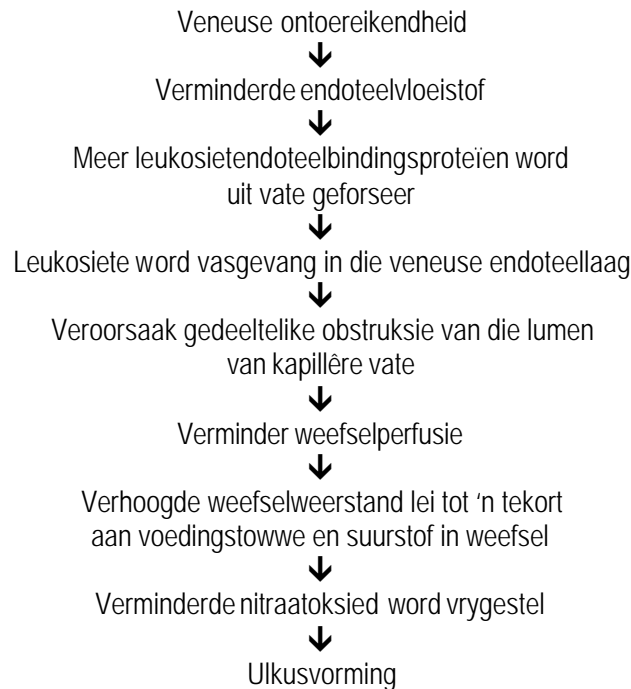 Veneuse ontoereikendheid
↓
Verminderde endoteelvloeistof
↓
Meer leukosietendoteelbindingsproteïen word
uit vate geforseer
↓
Leukosiete word vasgevang in die veneuse endoteellaag
↓
Veroorsaak gedeeltelike obstruksie van die lumen
van kapillêre vate
↓
Verminder weefselperfusie
↓
Verhoogde weefselweerstand lei tot ‘n tekort
aan voedingstowwe en suurstof in weefsel
↓
Verminderde nitraatoksied word vrygestel
↓
Ulkusvorming